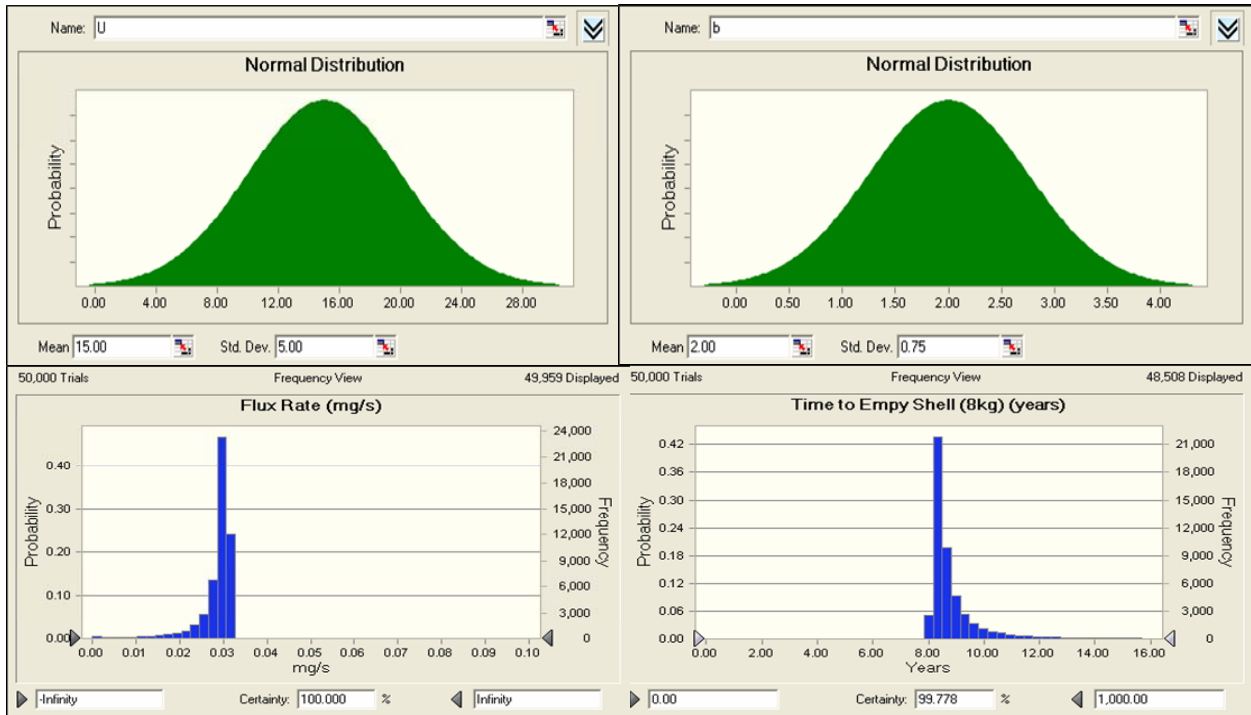 Name: U
Normal Distribution
Probability
0.00 4.00 8.00 12.00 16.00 20.00 24.00 28.00
Mean 15.00 Std. Dev. 5.00
Name: b
Normal Distribution
Probability
0.00 0.50 1.00 1.50 2.00 2.50 3.00 3.50 4.00
Mean 2.00 Std. Dev. 0.75
50,000 Trials Frequency View 49,959 Displayed
Flux Rate (mg/s)
Probability
0.40
0.30
0.20
0.10
0.00
24,000
21,000
18,000
15,000
12,000
9,000
6,000
3,000
0
Frequency
0.00 0.01 0.02 0.02 0.03 0.04 0.05 0.06 0.06 0.08 0.10
mg/s
-Infinity Certainty: 100.000 % Infinity
50,000 Trials Frequency View 48,508 Displayed
Time to Empy Shell (8kg) (years)
Probability
0.42
0.36
0.30
0.24
0.18
0.12
0.06
0.00
21,000
18,000
15,000
12,000
9,000
6,000
3,000
0
Frequency
0.00 2.00 4.00 6.00 8.00 10.00 12.00 14.00 16.00
Years
0.00 Certainty: 99.778 % 1,000.00